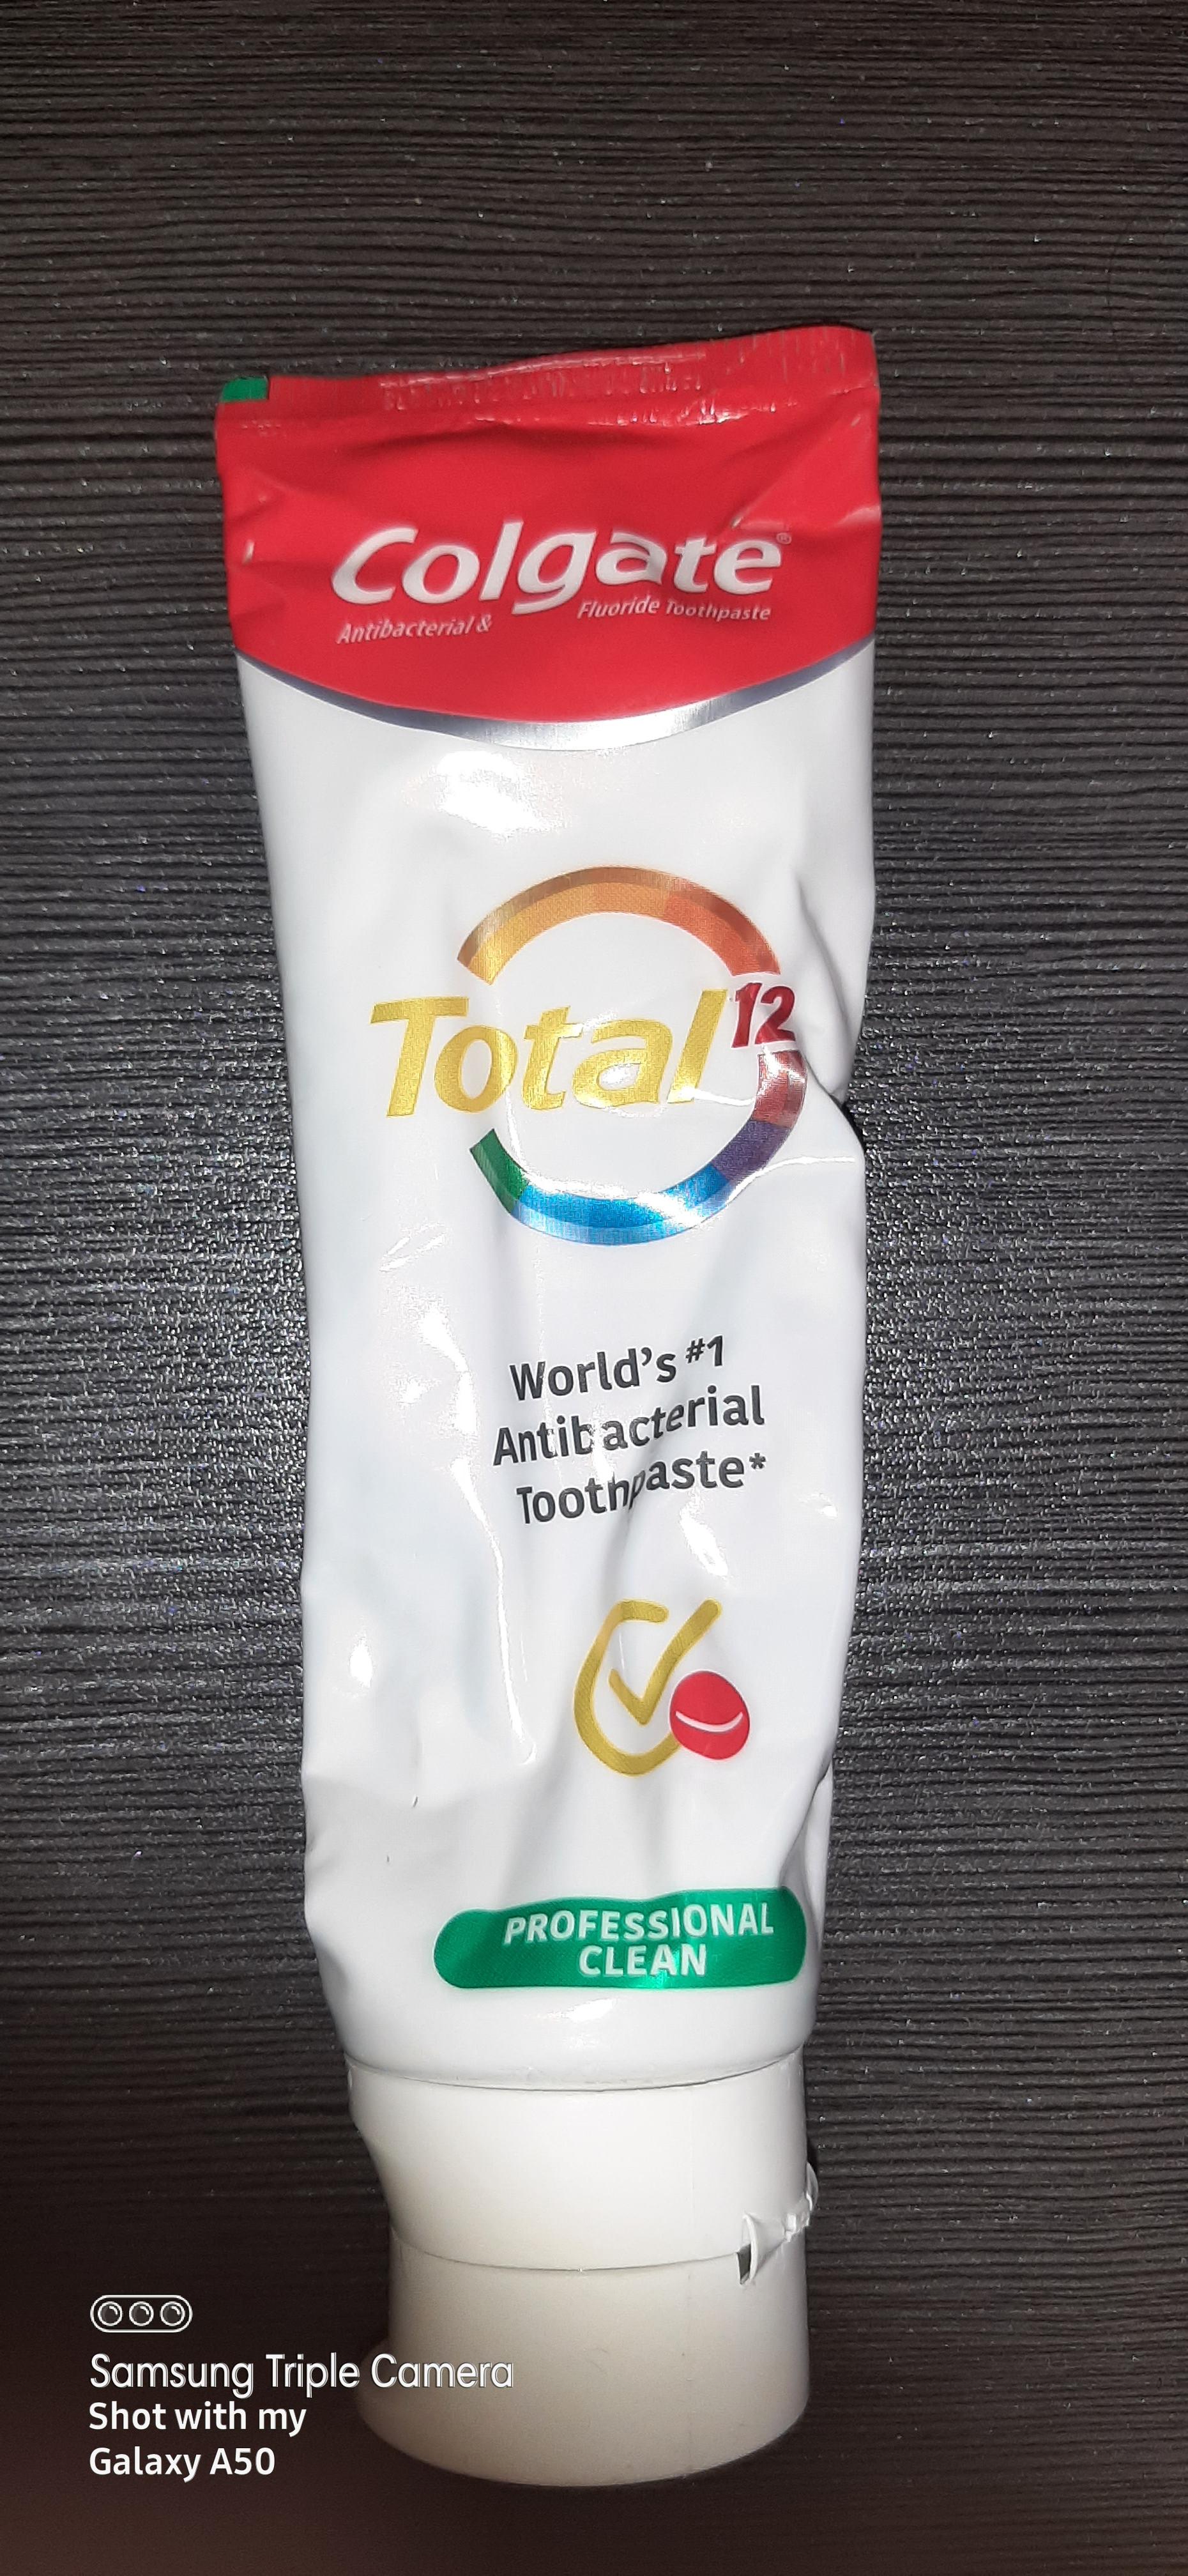 Colgate®
Antibacterial & Fluoride Toothpaste
Total 12
World's #1
Antibacterial
Toothpaste*
PROFESSIONAL
CLEAN
Samsung Triple Camera
Shot with my
Galaxy A50